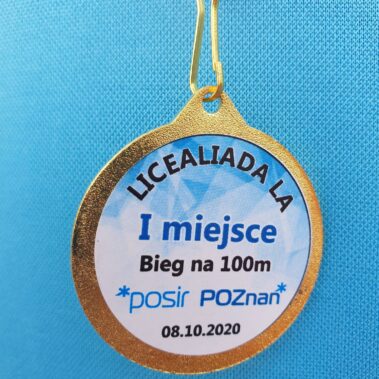 LICEALIADA LA
I miejsce
Bieg na 100m
*posir POZnan*
08.10.2020